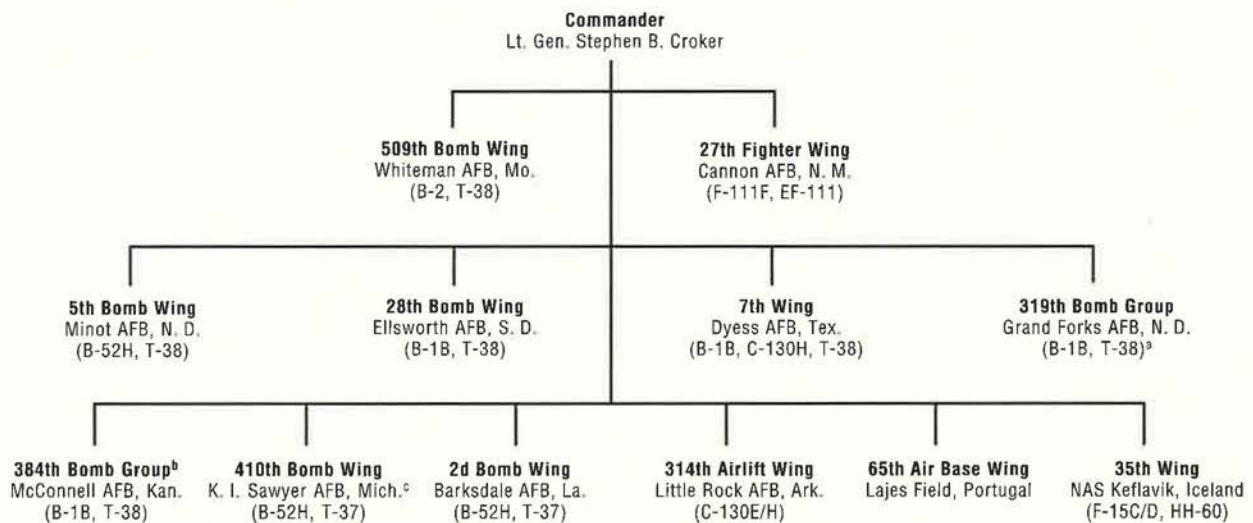 Commander
Lt. Gen. Stephen B. Croker
509th Bomb Wing
Whiteman AFB, Mo.
(B-2, T-38)
27th Fighter Wing
Cannon AFB, N. M.
(F-111F, EF-111)
5th Bomb Wing
Minot AFB, N. D.
(B-52H, T-38)
28th Bomb Wing
Ellsworth AFB, S. D.
(B-1B, T-38)
7th Wing
Dyess AFB, Tex.
(B-1B, C-130H, T-38)
319th Bomb Group
Grand Forks AFB, N. D.
(B-1B, T-38)ª
384th Bomb Groupᵇ
McConnell AFB, Kan.
(B-1B, T-38)
410th Bomb Wing
K. I. Sawyer AFB, Mich.ᶜ
(B-52H, T-37)
2d Bomb Wing
Barksdale AFB, La.
(B-52H, T-37)
314th Airlift Wing
Little Rock AFB, Ark.
(C-130E/H)
65th Air Base Wing
Lajes Field, Portugal
35th Wing
NAS Keflavik, Iceland
(F-15C/D, HH-60)